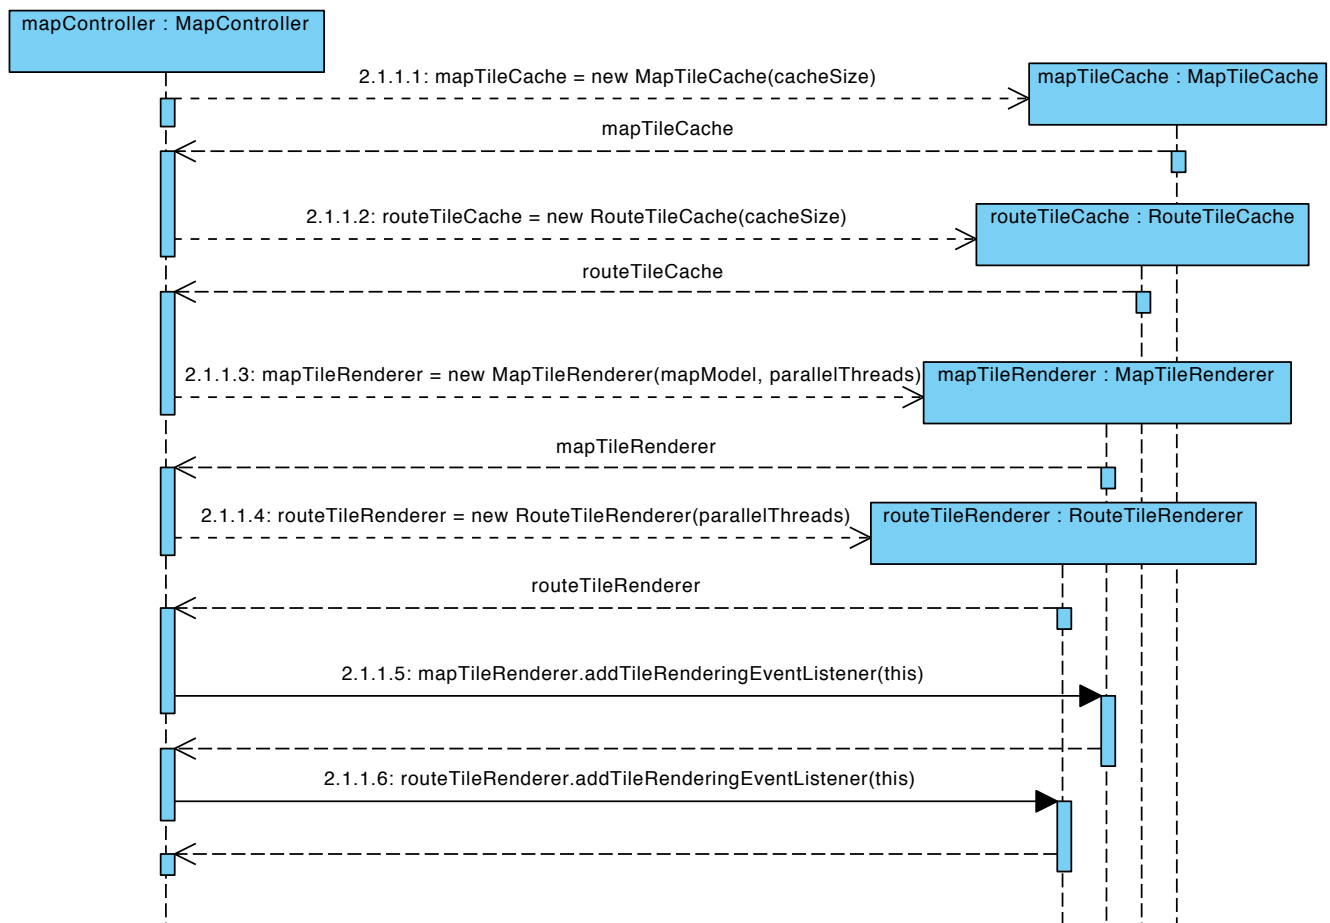 mapController : MapController
2.1.1.1: mapTileCache = new MapTileCache(cacheSize)
mapTileCache : MapTileCache
mapTileCache
2.1.1.2: routeTileCache = new RouteTileCache(cacheSize)
routeTileCache : RouteTileCache
routeTileCache
2.1.1.3: mapTileRenderer = new MapTileRenderer(mapModel, parallelThreads)
mapTileRenderer : MapTileRenderer
mapTileRenderer
2.1.1.4: routeTileRenderer = new RouteTileRenderer(parallelThreads)
routeTileRenderer : RouteTileRenderer
routeTileRenderer
2.1.1.5: mapTileRenderer.addTileRenderingEventListener(this)
2.1.1.6: routeTileRenderer.addTileRenderingEventListener(this)